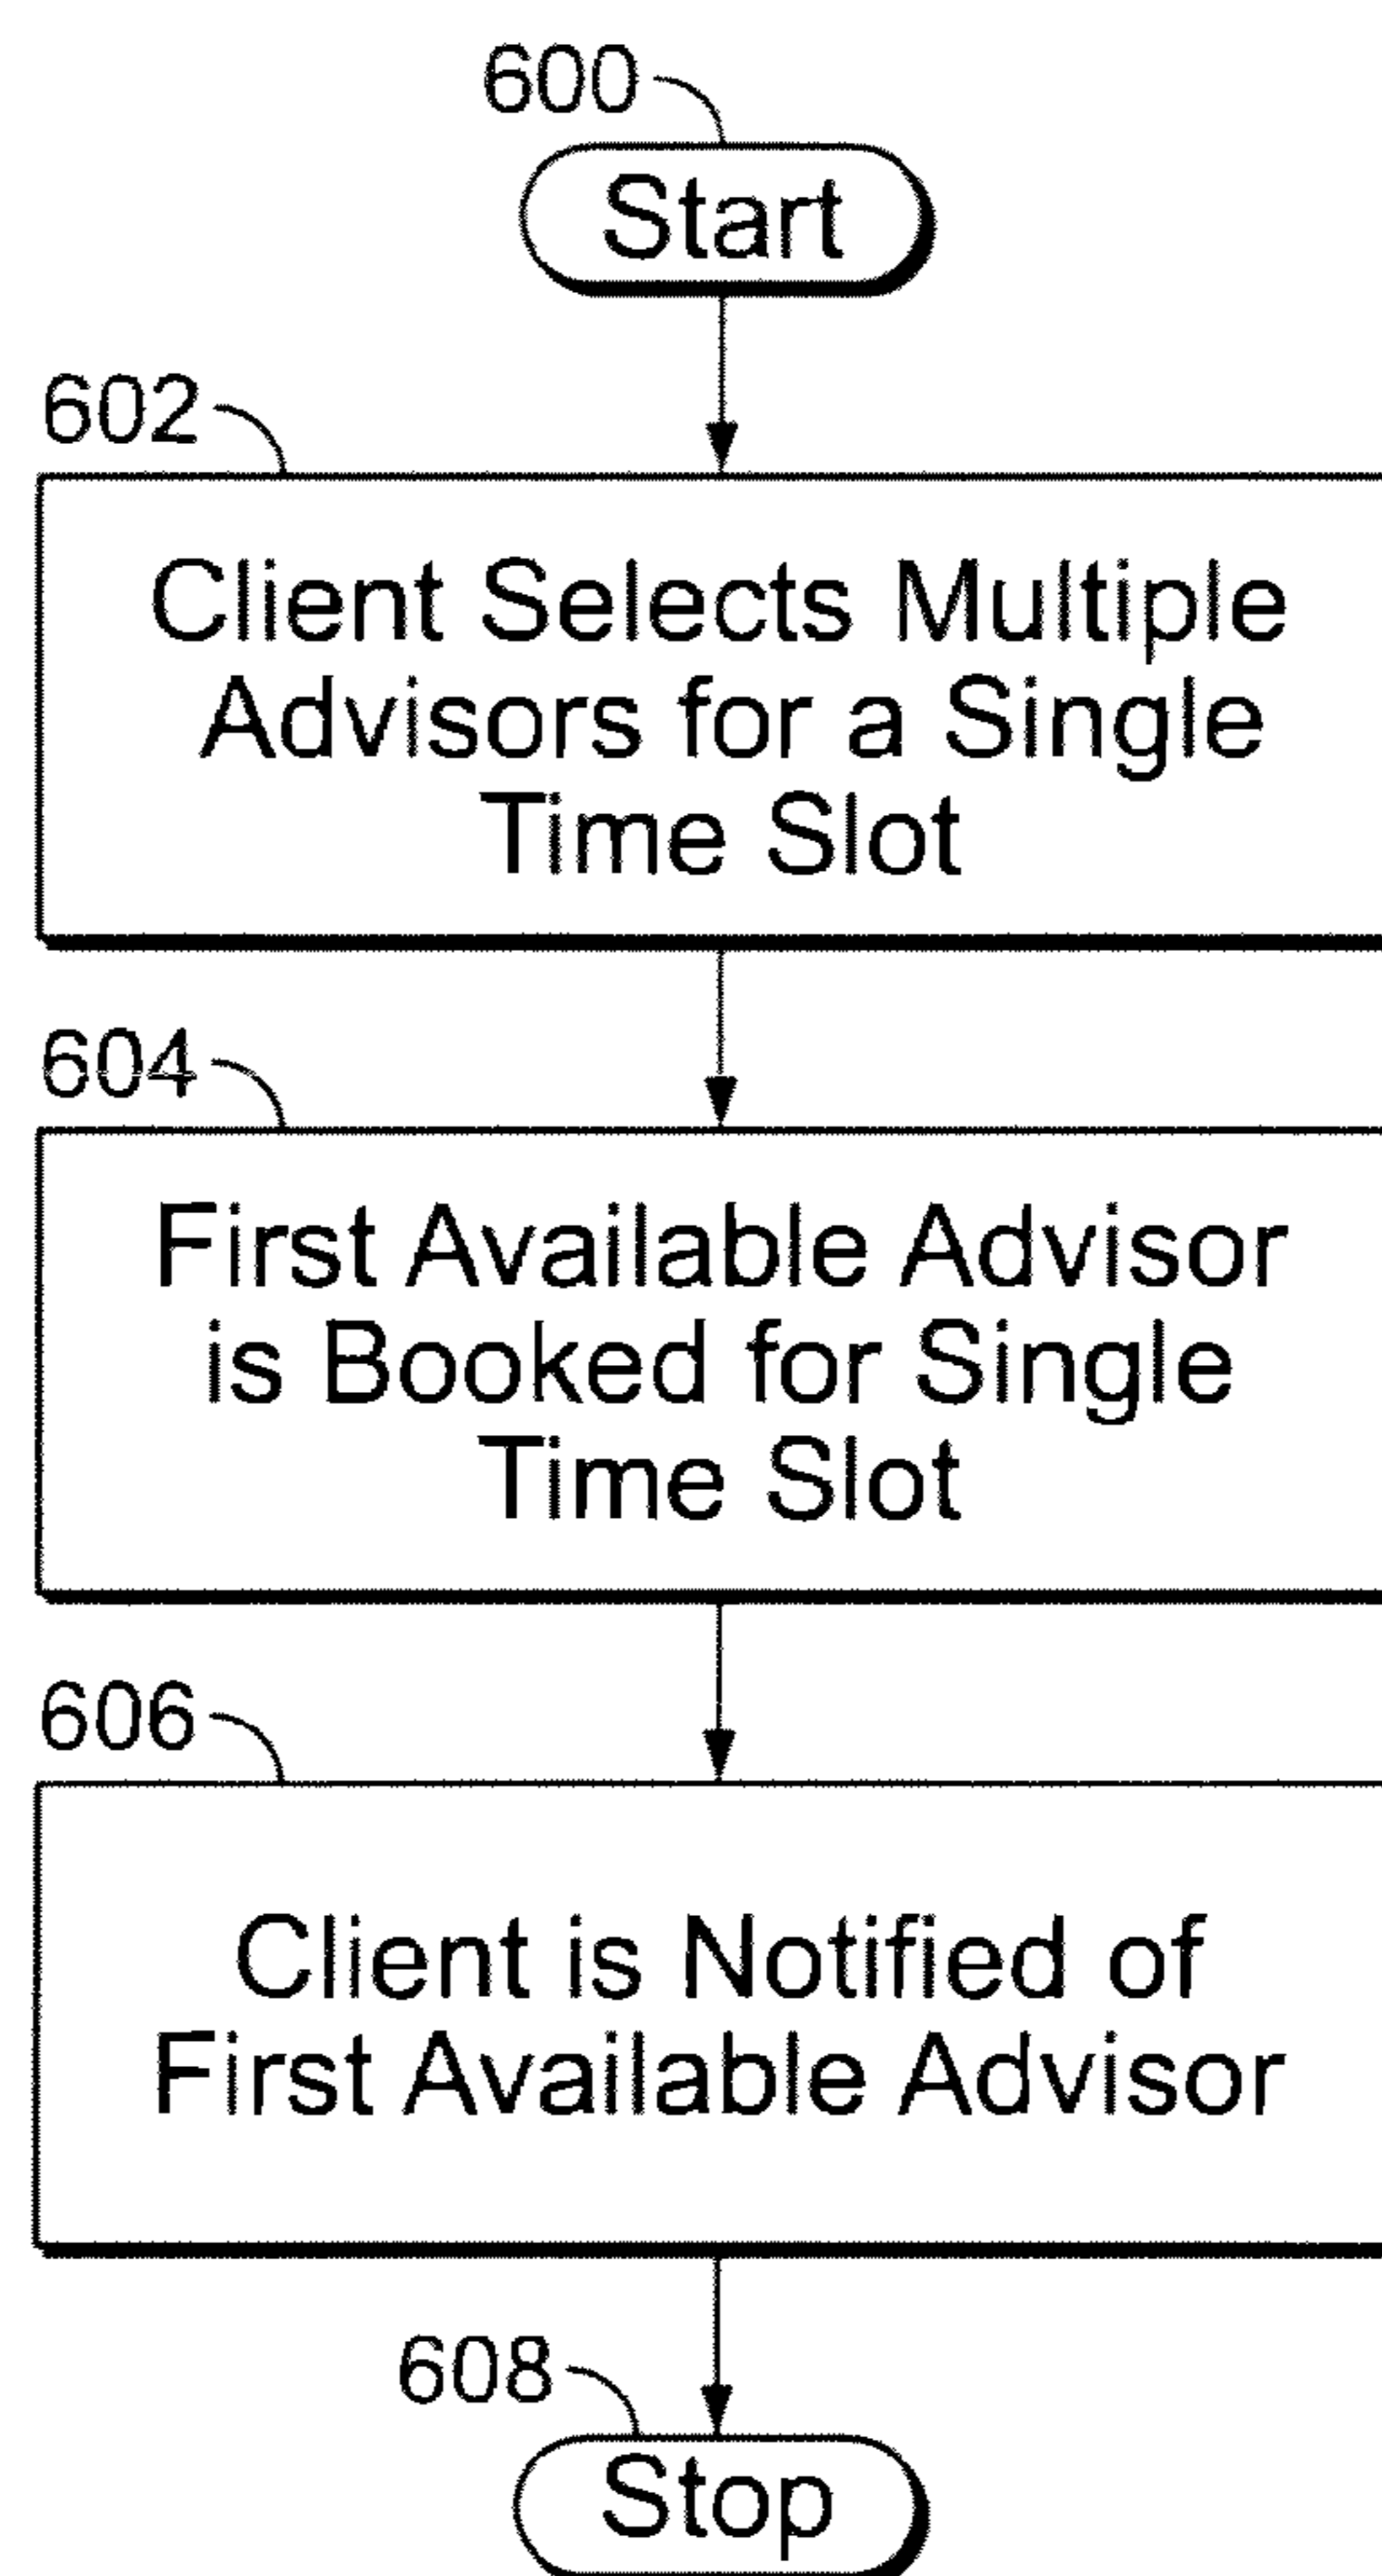 600
Start
602
Client Selects Multiple
Advisors for a Single
Time Slot
604
First Available Advisor
is Booked for Single
Time Slot
606
Client is Notified of
First Available Advisor
608
Stop